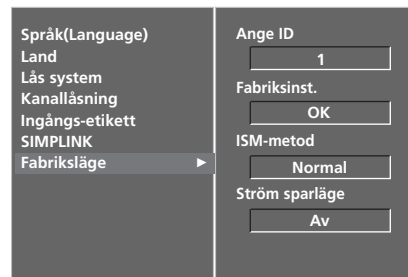 Språk(Language)
Land
Lås system
Kanallåsning
Ingångs-etikett
SIMPLINK
Fabriksläge ►
Ange ID
1
Fabriksinst.
OK
ISM-metod
Normal
Ström sparläge
Av